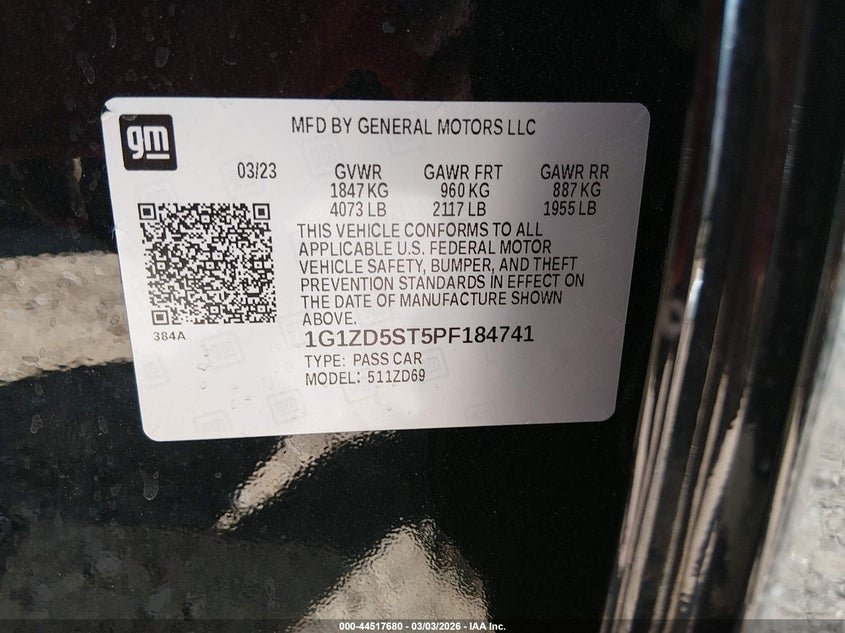 gm
MFD BY GENERAL MOTORS LLC
03/23 GVWR GAWR FRT GAWR RR
1847 KG 960 KG 887 KG
4073 LB 2117 LB 1955 LB
THIS VEHICLE CONFORMS TO ALL
APPLICABLE U.S. FEDERAL MOTOR
VEHICLE SAFETY, BUMPER, AND THEFT
PREVENTION STANDARDS IN EFFECT ON
THE DATE OF MANUFACTURE SHOWN
ABOVE.
384A
1G1ZD5ST5PF184741
TYPE: PASS CAR
MODEL: 511ZD69
000-44517680 - 03/03/2026 - IAA, Inc.